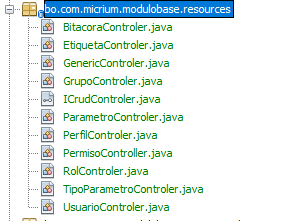 bo.com.micrium.modulobase.resources
BitacoraControler.java
EtiquetaControler.java
GenericControler.java
GrupoControler.java
ICrudControler.java
ParametroControler.java
PerfilControler.java
PermisoController.java
RolControler.java
TipoParametroControler.java
UsuarioControler.java